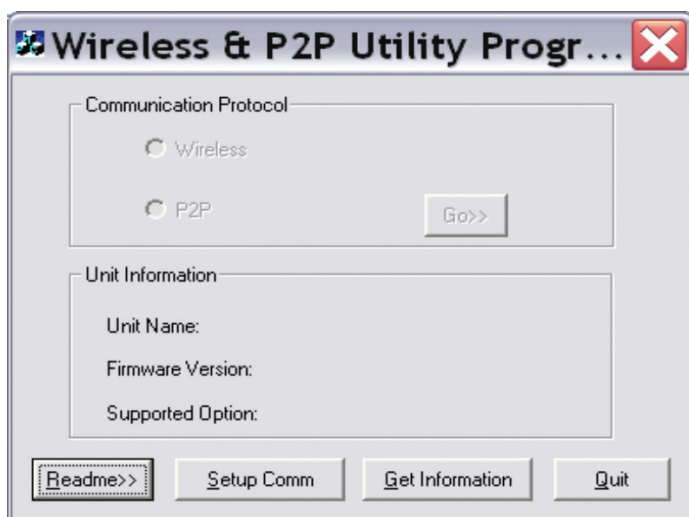 Wireless & P2P Utility Progr...
Communication Protocol
Wireless
P2P
Go>>
Unit Information
Unit Name:
Firmware Version:
Supported Option:
Readme>> Setup Comm Get Information Quit